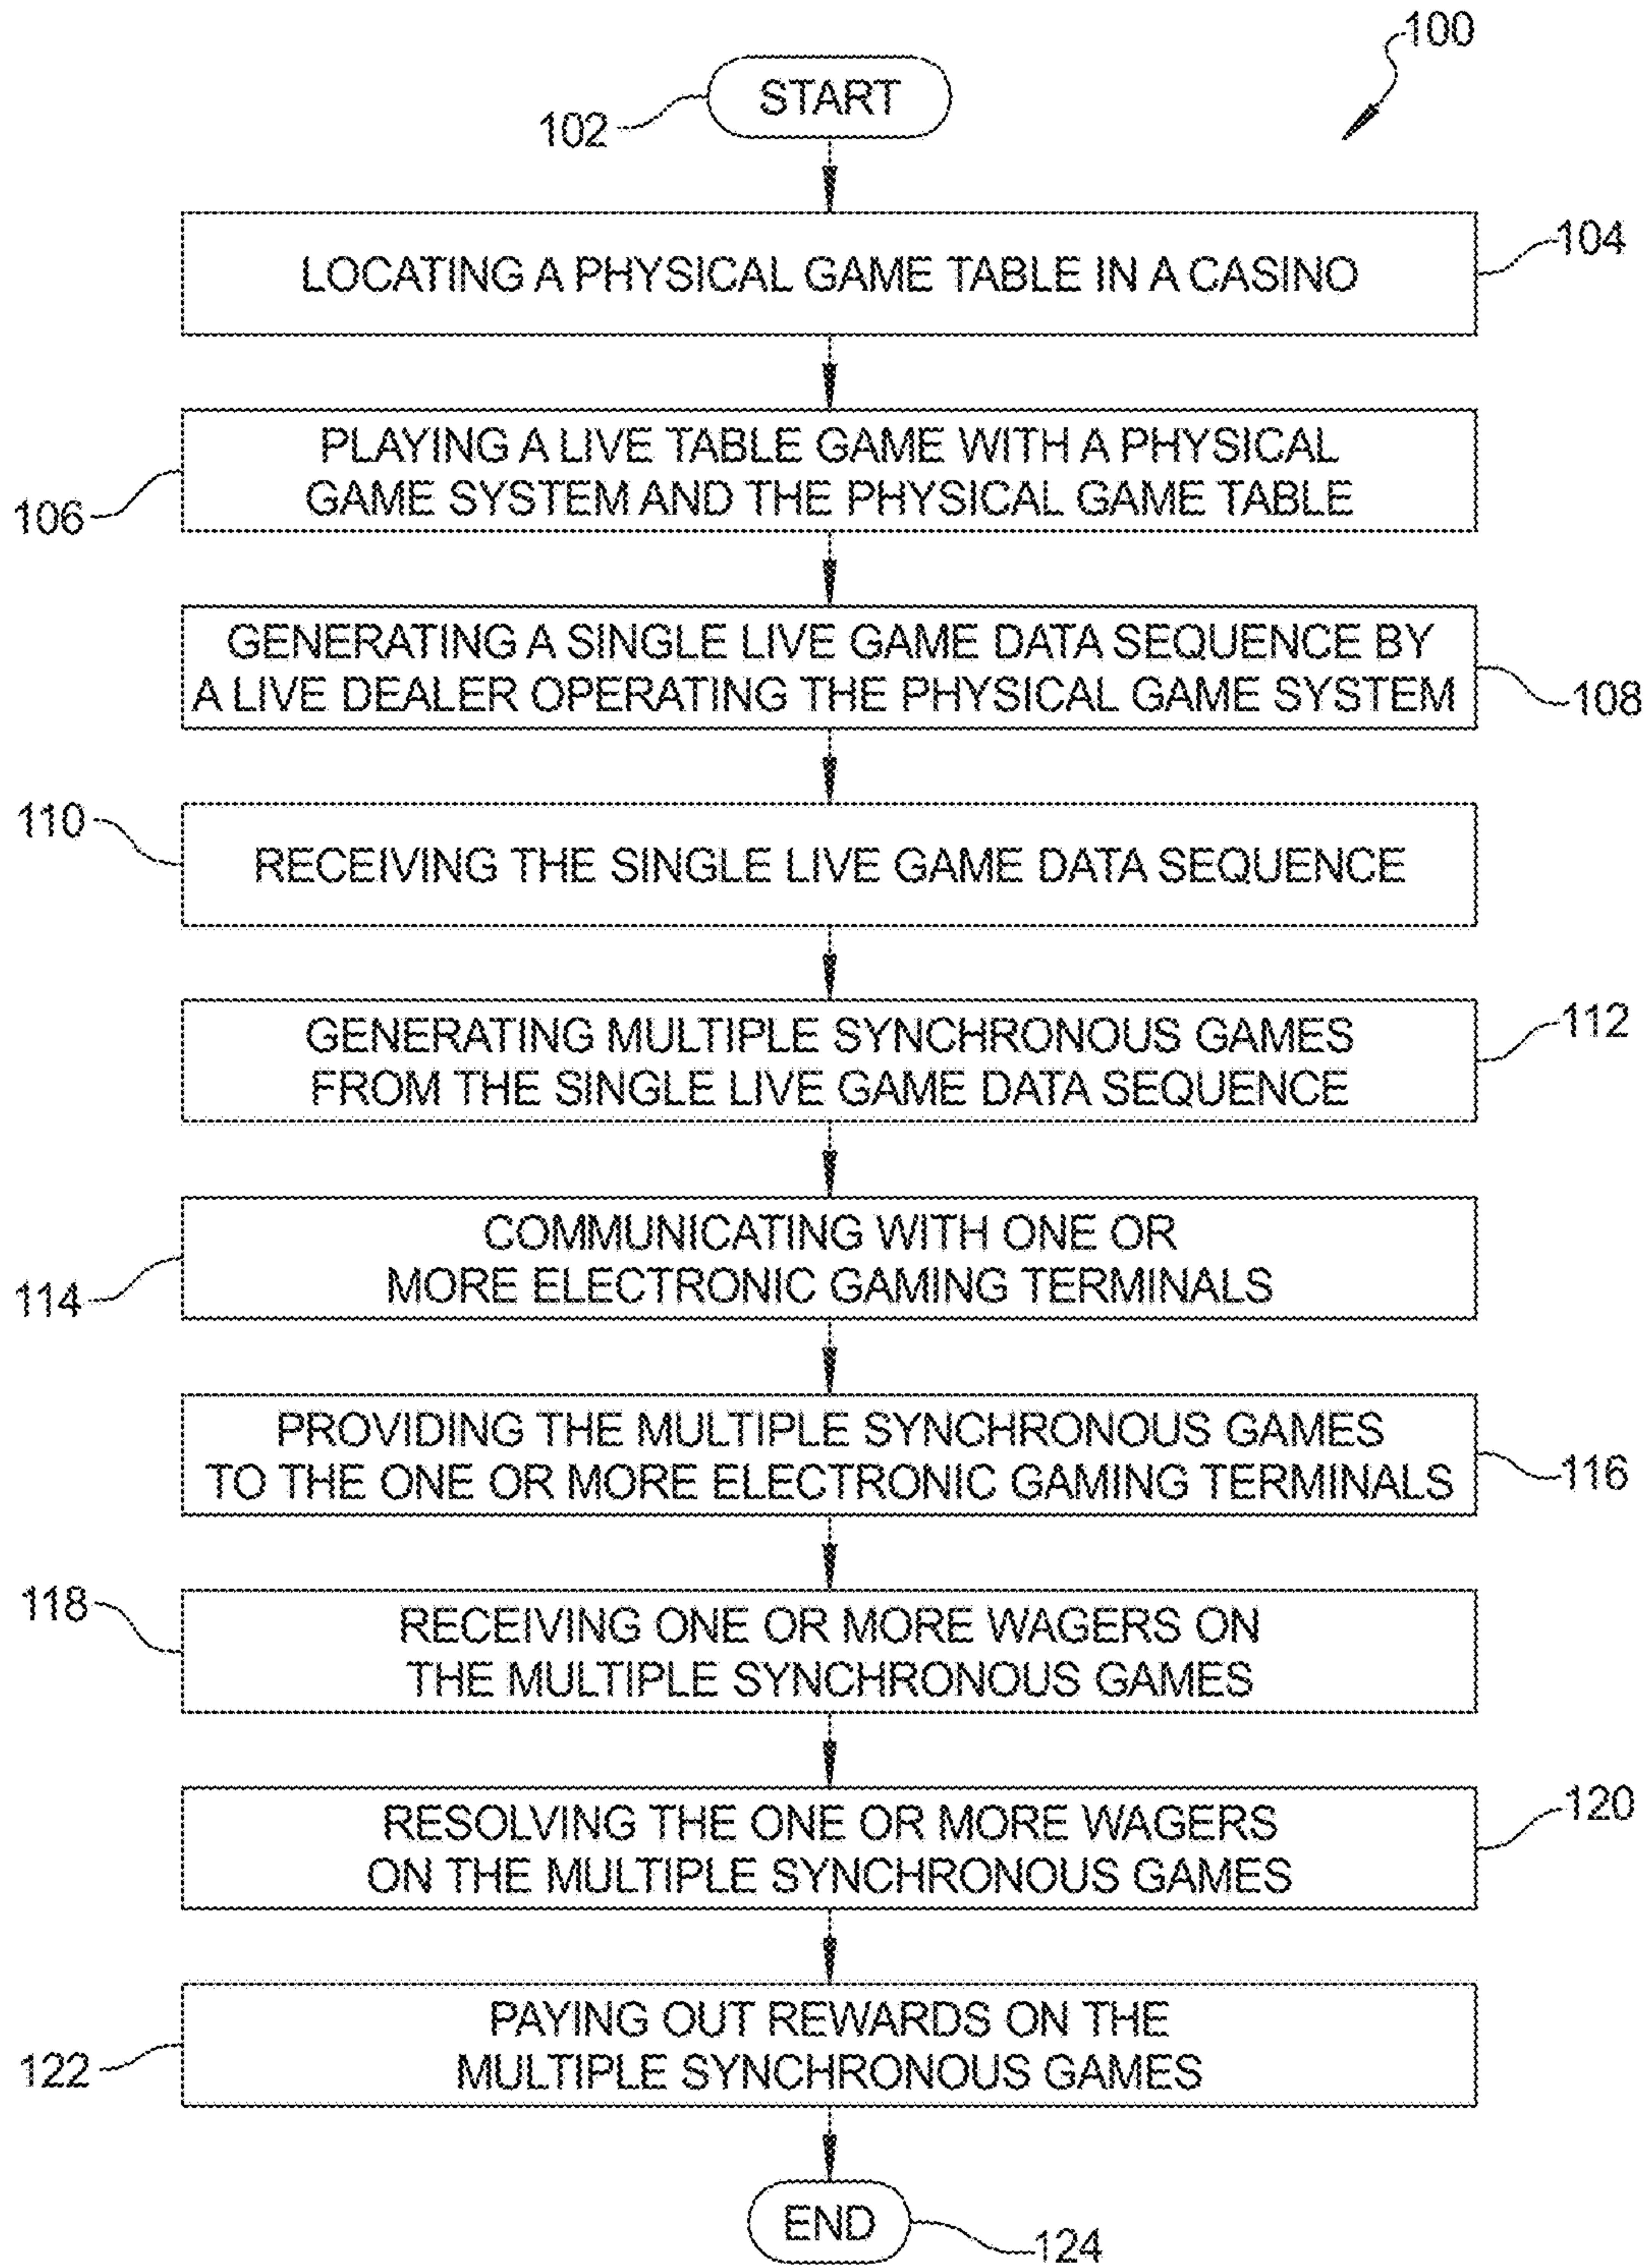 100
START
102
LOCATING A PHYSICAL GAME TABLE IN A CASINO
104
PLAYING A LIVE TABLE GAME WITH A PHYSICAL
GAME SYSTEM AND THE PHYSICAL GAME TABLE
106
GENERATING A SINGLE LIVE GAME DATA SEQUENCE BY
A LIVE DEALER OPERATING THE PHYSICAL GAME SYSTEM
108
110
RECEIVING THE SINGLE LIVE GAME DATA SEQUENCE
GENERATING MULTIPLE SYNCHRONOUS GAMES
FROM THE SINGLE LIVE GAME DATA SEQUENCE
112
COMMUNICATING WITH ONE OR
MORE ELECTRONIC GAMING TERMINALS
114
PROVIDING THE MULTIPLE SYNCHRONOUS GAMES
TO THE ONE OR MORE ELECTRONIC GAMING TERMINALS
116
118
RECEIVING ONE OR MORE WAGERS ON
THE MULTIPLE SYNCHRONOUS GAMES
RESOLVING THE ONE OR MORE WAGERS
ON THE MULTIPLE SYNCHRONOUS GAMES
120
PAYING OUT REWARDS ON THE
MULTIPLE SYNCHRONOUS GAMES
122
END
124